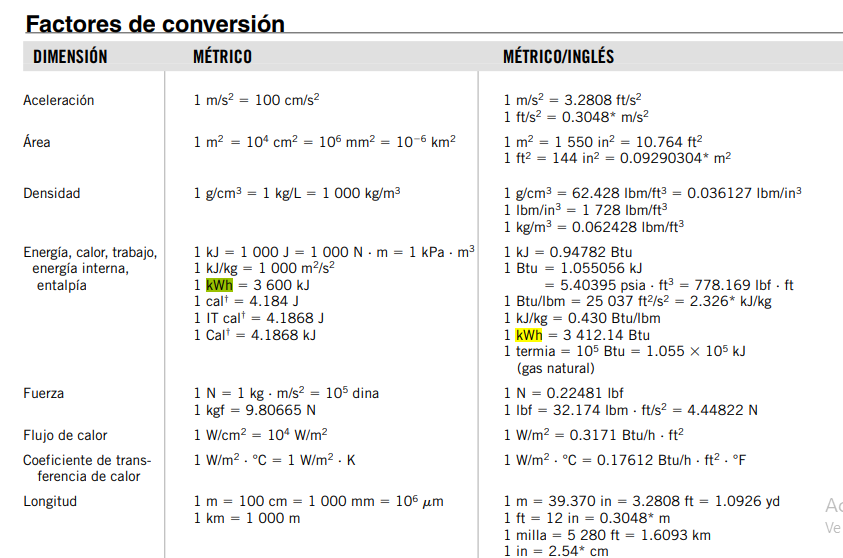 Factores de conversión
DIMENSIÓN MÉTRICO MÉTRICO/INGLÉS
Aceleración 1 m/s² = 100 cm/s² 1 m/s² = 3.2808 ft/s²
1 ft/s² = 0.3048* m/s²
Área 1 m² = 10⁴ cm² = 10⁶ mm² = 10⁻⁶ km² 1 m² = 1 550 in² = 10.764 ft²
1 ft² = 144 in² = 0.09290304* m²
Densidad 1 g/cm³ = 1 kg/L = 1 000 kg/m³ 1 g/cm³ = 62.428 lbm/ft³ = 0.036127 lbm/in³
1 lbm/in³ = 1 728 lbm/ft³
1 kg/m³ = 0.062428 lbm/ft³
Energía, calor, trabajo, 1 kJ = 1 000 J = 1 000 N · m = 1 kPa · m³ 1 kJ = 0.94782 Btu
energía interna, 1 kJ/kg = 1 000 m²/s² 1 Btu = 1.055056 kJ
entalpía 1 kWh = 3 600 kJ = 5.40395 psia · ft³ = 778.169 lbf · ft
1 cal† = 4.184 J 1 Btu/lbm = 25 037 ft²/s² = 2.326* kJ/kg
1 IT cal† = 4.1868 J 1 kJ/kg = 0.430 Btu/lbm
1 Cal† = 4.1868 kJ 1 kWh = 3 412.14 Btu
1 termia = 10⁵ Btu = 1.055 × 10⁵ kJ
(gas natural)
Fuerza 1 N = 1 kg · m/s² = 10⁵ dina 1 N = 0.22481 lbf
1 kgf = 9.80665 N 1 lbf = 32.174 lbm · ft/s² = 4.44822 N
Flujo de calor 1 W/cm² = 10⁴ W/m² 1 W/m² = 0.3171 Btu/h · ft²
Coeficiente de trans- 1 W/m² · °C = 1 W/m² · K 1 W/m² · °C = 0.17612 Btu/h · ft² · °F
ferencia de calor
Longitud 1 m = 100 cm = 1 000 mm = 10⁶ μm 1 m = 39.370 in = 3.2808 ft = 1.0926 yd
1 km = 1 000 m 1 ft = 12 in = 0.3048* m
1 milla = 5 280 ft = 1.6093 km
1 in = 2.54* cm
Ve